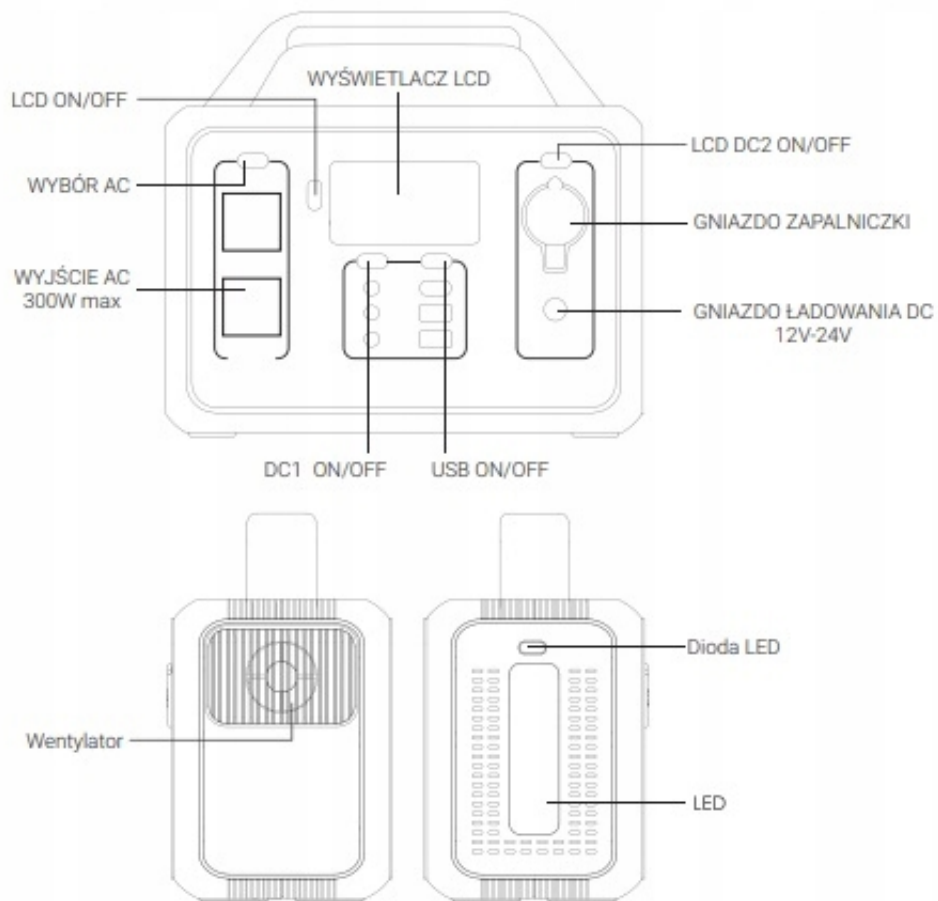 WYŚWIETLACZ LCD
LCD ON/OFF
LCD DC2 ON/OFF
WYBÓR AC
GNIAZDO ZAPALNICZKI
WYJŚCIE AC
300W max
GNIAZDO ŁADOWANIA DC
12V-24V
DC1 ON/OFF
USB ON/OFF
Dioda LED
Wentylator
LED